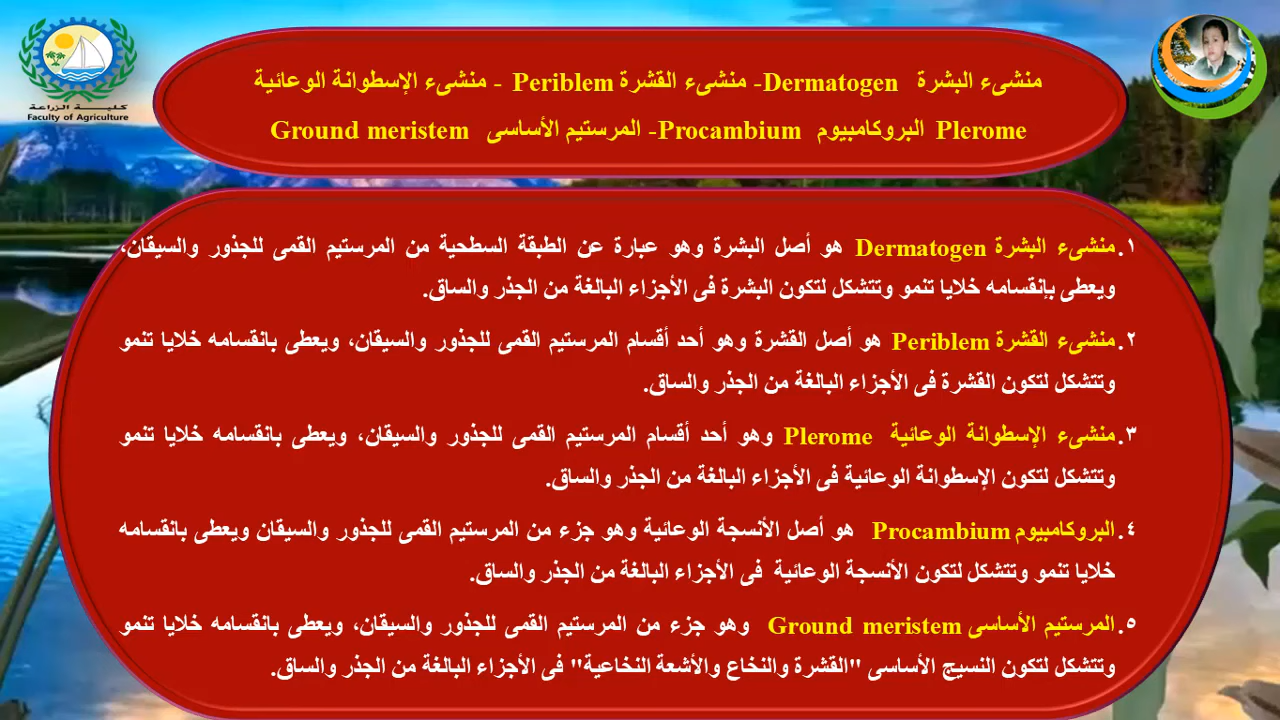 كلية الزراعة
Faculty of Agriculture
منشىء البشرة Dermatogen- منشىء القشرة Periblem - منشىء الإسطوانة الوعائية
Plerome البروكامبيوم Procambium- المرستيم الأساسى Ground meristem
١. منشىء البشرة Dermatogen هو أصل البشرة وهو عبارة عن الطبقة السطحية من المرستيم القمى للجذور والسيقان،
ويعطى بإنقسامه خلايا تنمو وتتشكل لتكون البشرة فى الأجزاء البالغة من الجذر والساق.
٢. منشىء القشرة Periblem هو أصل القشرة وهو أحد أقسام المرستيم القمى للجذور والسيقان، ويعطى بانقسامه خلايا تنمو
وتتشكل لتكون القشرة فى الأجزاء البالغة من الجذر والساق.
٣. منشىء الإسطوانة الوعائية Plerome وهو أحد أقسام المرستيم القمى للجذور والسيقان، ويعطى بانقسامه خلايا تنمو
وتتشكل لتكون الإسطوانة الوعائية فى الأجزاء البالغة من الجذر والساق.
٤. البروكامبيوم Procambium هو أصل الأنسجة الوعائية وهو جزء من المرستيم القمى للجذور والسيقان ويعطى بانقسامه
خلايا تنمو وتتشكل لتكون الأنسجة الوعائية فى الأجزاء البالغة من الجذر والساق.
٥. المرستيم الأساسى Ground meristem وهو جزء من المرستيم القمى للجذور والسيقان، ويعطى بانقسامه خلايا تنمو
وتتشكل لتكون النسيج الأساسى "القشرة والنخاع والأشعة النخاعية" فى الأجزاء البالغة من الجذر والساق.